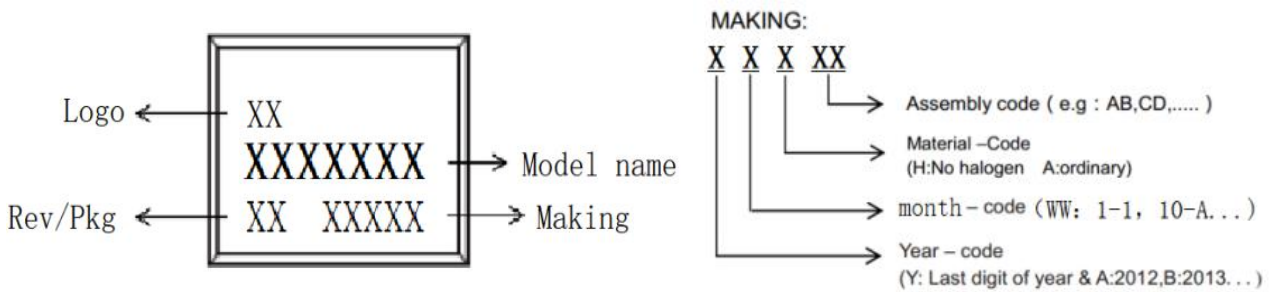 Logo
XX
XXXXXXX
Model name
Rev/Pkg
XX XXXXX
Making
MAKING:
X X X XX
Assembly code ( e.g : AB,CD,..... )
Material –Code
(H:No halogen A:ordinary)
month – code (WW: 1-1, 10-A...)
Year – code
(Y: Last digit of year & A:2012,B:2013. . . )